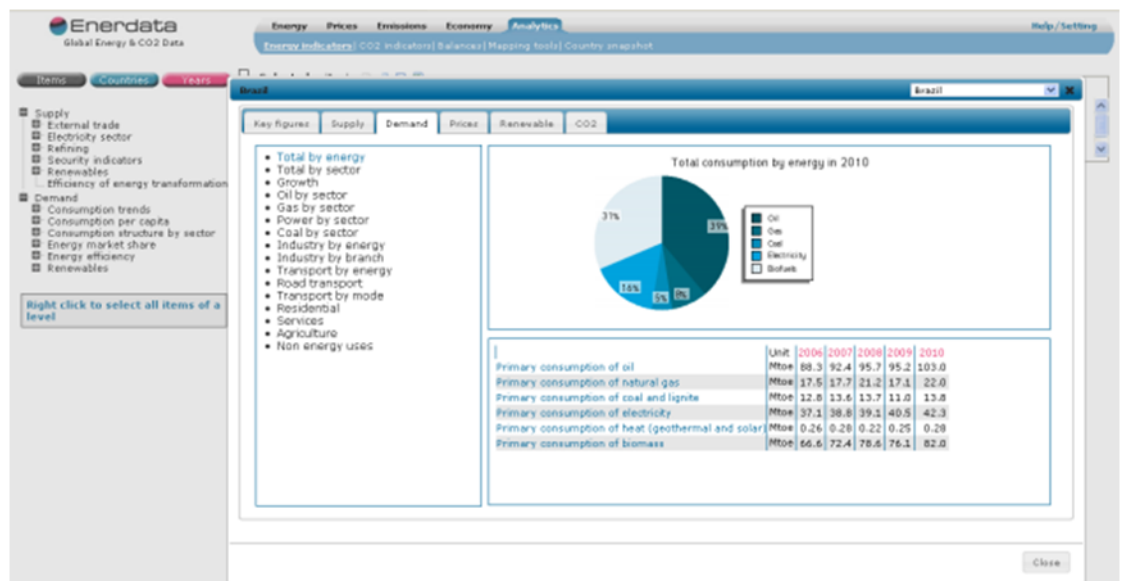 Enerdata
Global Energy & CO2 Data
Energy Prices Emissions Economy Analytics
Help/Setting
Energy indicators| CO2 indicators| Balances| Mapping tools| Country snapshot
Items Countries Years
Supply
External trade
Electricity sector
Refining
Security indicators
Renewables
Efficiency of energy transformation
Demand
Consumption trends
Consumption per capita
Consumption structure by sector
Energy market share
Energy efficiency
Renewables
Right click to select all items of a
level
Brazil
Brazil
Key figures Supply Demand Prices Renewable CO2
Total by energy
Total by sector
Growth
Oil by sector
Gas by sector
Power by sector
Coal by sector
Industry by energy
Industry by branch
Transport by energy
Road transport
Transport by mode
Residential
Services
Agriculture
Non energy uses
Total consumption by energy in 2010
31%
39%
16%
5%
8%
Oil
Gas
Coal
Electricity
Biofuels
Unit 2006 2007 2008 2009 2010
Primary consumption of oil Mtoe 88.3 92.4 95.7 95.2 103.0
Primary consumption of natural gas Mtoe 17.5 17.7 21.2 17.1 22.0
Primary consumption of coal and lignite Mtoe 12.8 13.6 13.7 11.0 13.8
Primary consumption of electricity Mtoe 37.1 38.8 39.1 40.5 42.3
Primary consumption of heat (geothermal and solar) Mtoe 0.26 0.28 0.22 0.25 0.28
Primary consumption of biomass Mtoe 66.6 72.4 78.6 76.1 82.0
Close